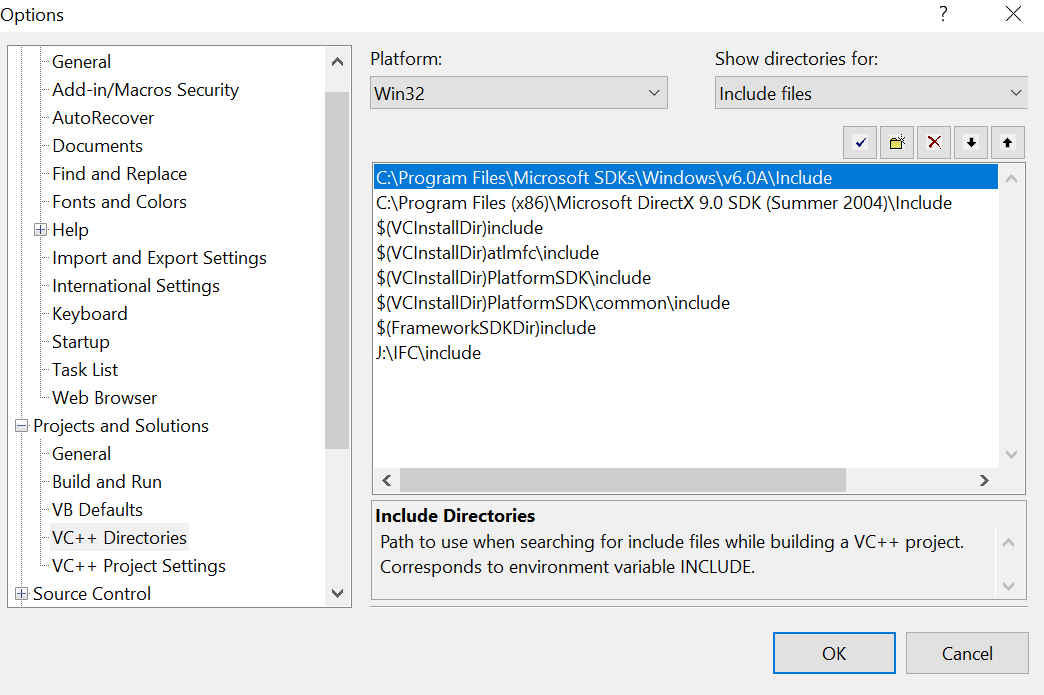 Options
General
Add-in/Macros Security
AutoRecover
Documents
Find and Replace
Fonts and Colors
Help
Import and Export Settings
International Settings
Keyboard
Startup
Task List
Web Browser
Projects and Solutions
General
Build and Run
VB Defaults
VC++ Directories
VC++ Project Settings
Source Control
Platform:
Win32
Show directories for:
Include files
C:\Program Files\Microsoft SDKs\Windows\v6.0A\Include
C:\Program Files (x86)\Microsoft DirectX 9.0 SDK (Summer 2004)\Include
$(VCInstallDir)include
$(VCInstallDir)atlmfc\include
$(VCInstallDir)PlatformSDK\include
$(VCInstallDir)PlatformSDK\common\include
$(FrameworkSDKDir)include
J:\IFC\include
Include Directories
Path to use when searching for include files while building a VC++ project.
Corresponds to environment variable INCLUDE.
OK
Cancel